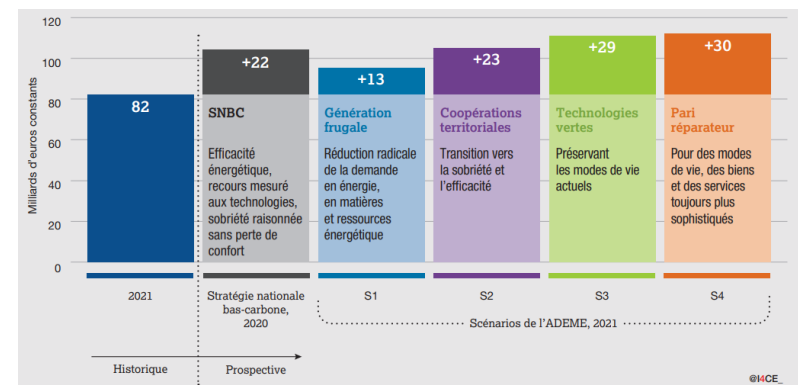 Milliards d'euros constants
120
100
80
60
40
20
0
82
+22
+13
+23
+29
+30
SNBC
Efficacité
énergétique,
recours mesuré
aux technologies,
sobriété raisonnée
sans perte de
confort
Génération
frugale
Réduction radicale
de la demande
en énergie,
en matières
et ressources
énergétique
Coopérations
territoriales
Transition vers
la sobriété et
l'efficacité
Technologies
vertes
Préservant
les modes de vie
actuels
Pari
réparateur
Pour des modes
de vie, des biens
et des services
toujours plus
sophistiqués
2021
Stratégie nationale
bas-carbone,
2020
S1
S2
S3
S4
Scénarios de l'ADEME, 2021
Historique
Prospective
@I4CE_